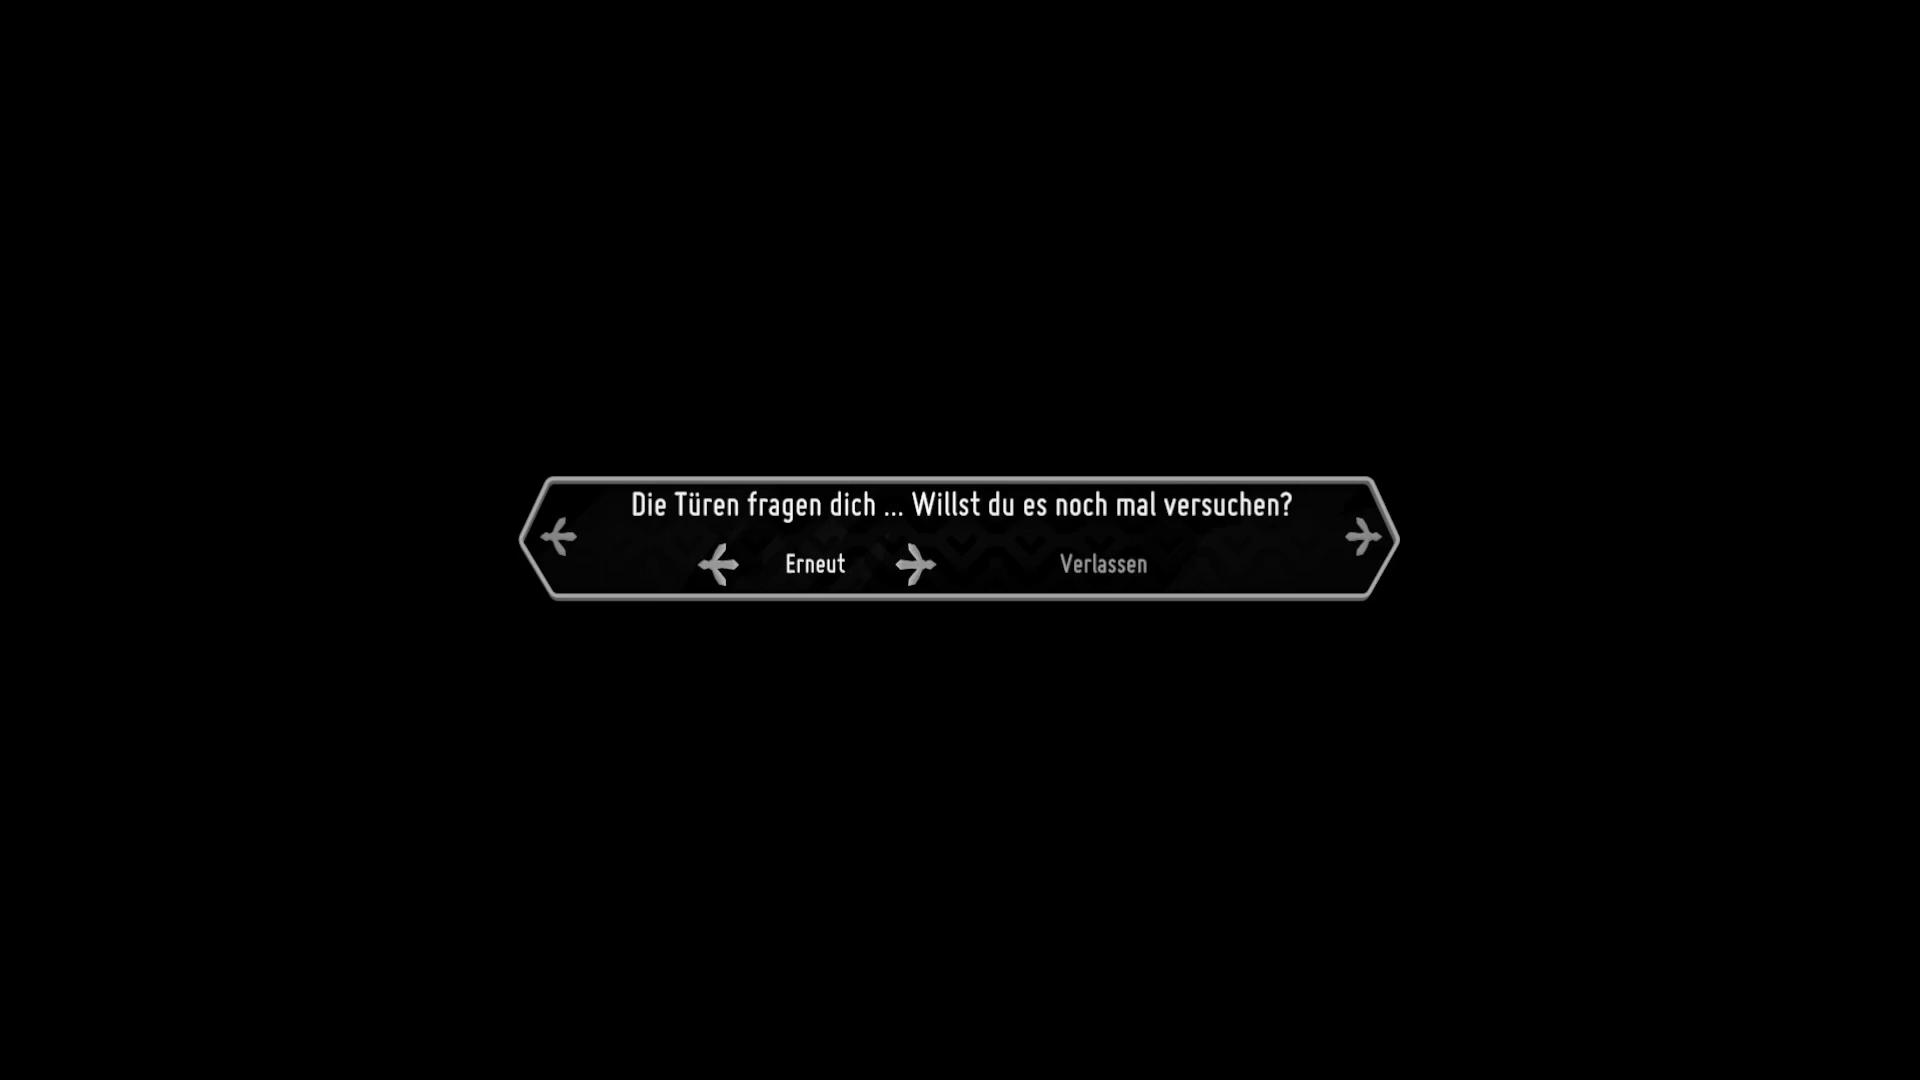 Die Türen fragen dich ... Willst du es noch mal versuchen?
Erneut Verlassen